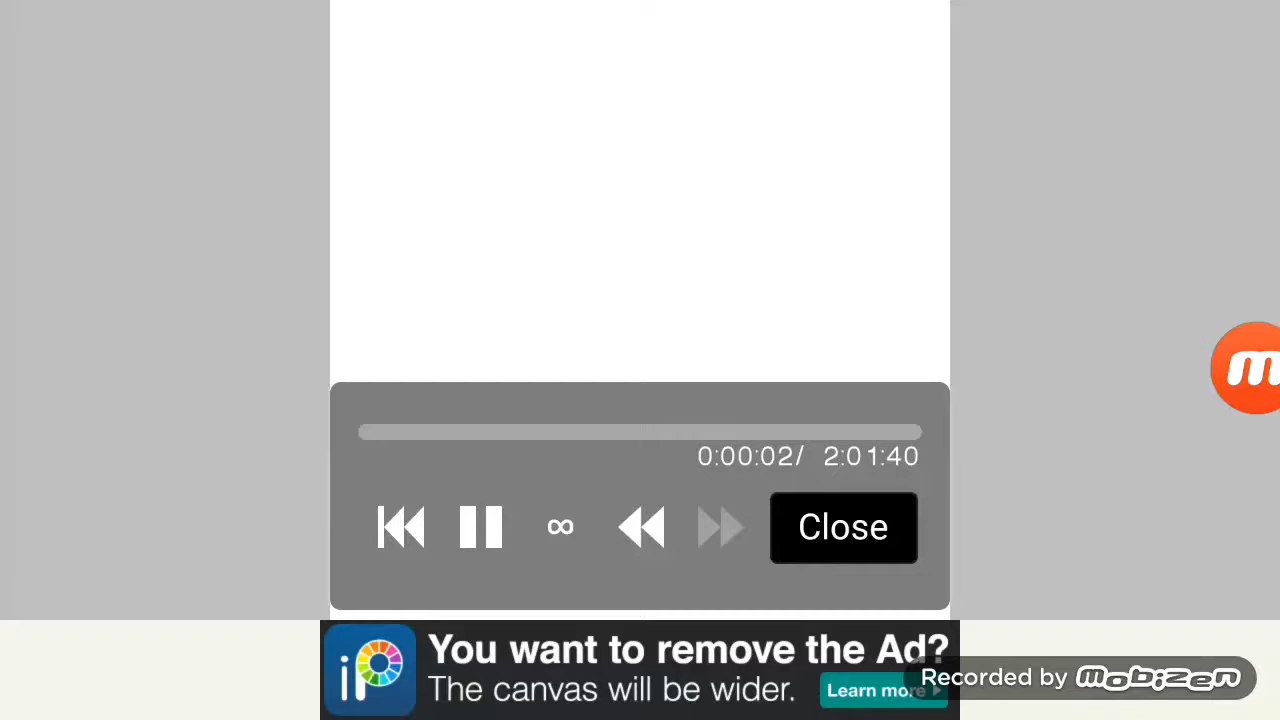 0:00:02/ 2:01:40
∞ Close
iP
You want to remove the Ad?
The canvas will be wider.
Learn more
Recorded by mobizen
m